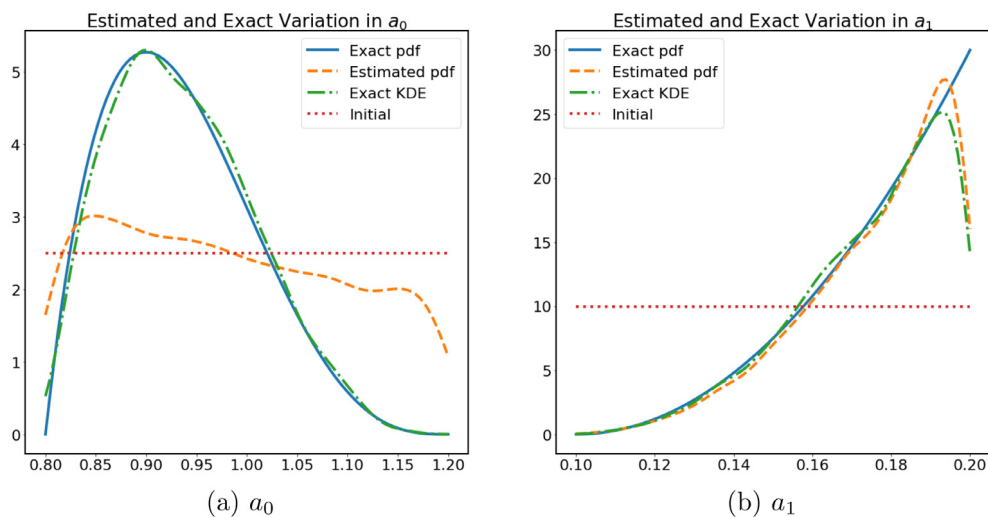 Estimated and Exact Variation in a₀
Exact pdf
Estimated pdf
Exact KDE
Initial
5
4
3
2
1
0
0.80 0.85 0.90 0.95 1.00 1.05 1.10 1.15 1.20
(a) a₀
Estimated and Exact Variation in a₁
Exact pdf
Estimated pdf
Exact KDE
Initial
30
25
20
15
10
5
0
0.10 0.12 0.14 0.16 0.18 0.20
(b) a₁